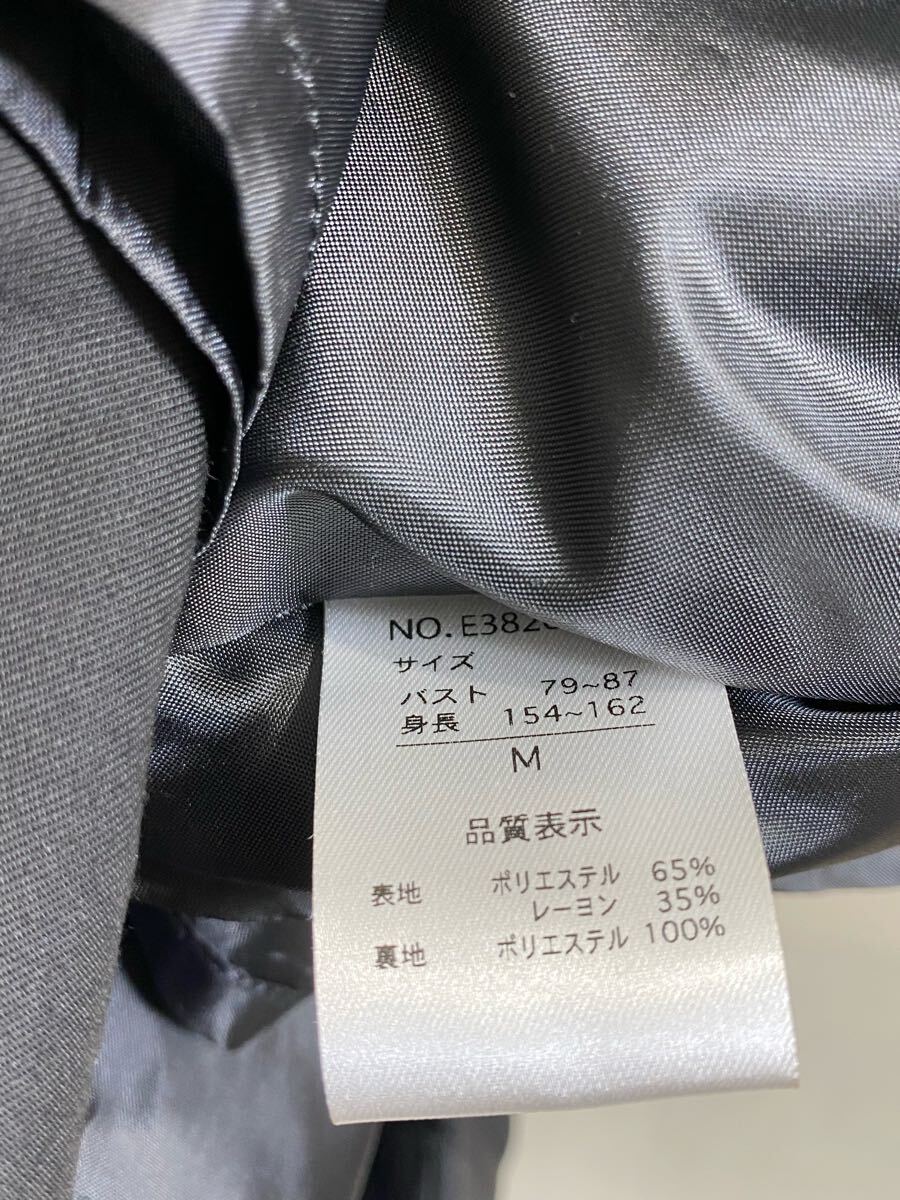 NO.E382
サイズ
バスト 79~87
身長 154~162
M
品質表示
表地 ポリエステル 65%
レーヨン 35%
裏地 ポリエステル 100%